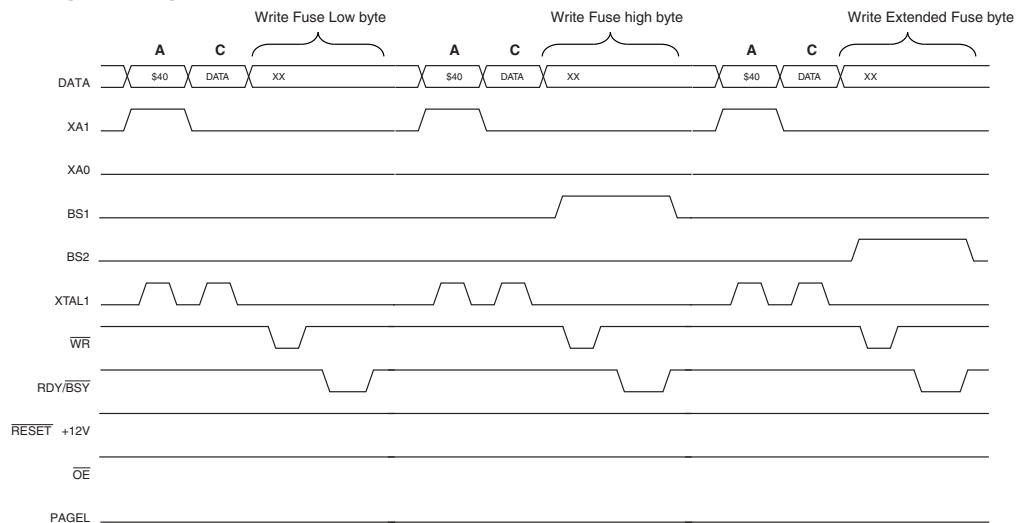 Write Fuse Low byte Write Fuse high byte Write Extended Fuse byte
A C A C A C
DATA $40 DATA XX $40 DATA XX $40 DATA XX
XA1
XA0
BS1
BS2
XTAL1
WR
RDY/BSY
RESET +12V
OE
PAGEL